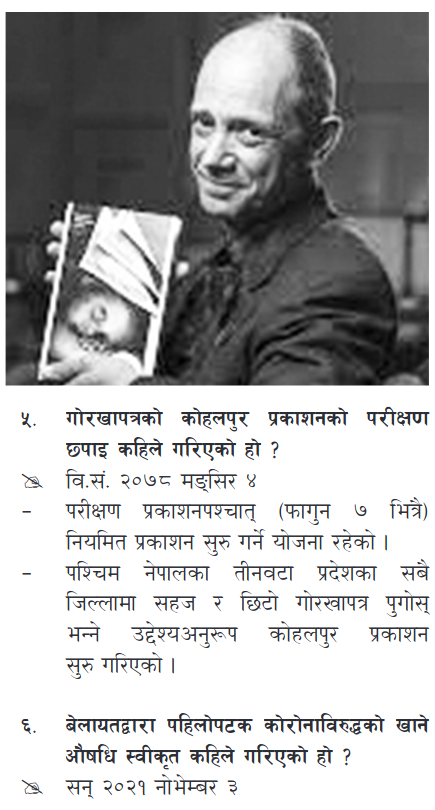 ५. गोरखापत्रको कोहलपुर प्रकाशनको परीक्षण
छपाइ कहिले गरिएको हो ?
वि.सं. २०७८ मङ्सिर ४
– परीक्षण प्रकाशनपश्चात् (फागुन ७ भित्रै)
नियमित प्रकाशन सुरु गर्ने योजना रहेको ।
– पश्चिम नेपालका तीनवटा प्रदेशका सबै
जिल्लामा सहज र छिटो गोरखापत्र पुगोस्
भन्ने उद्देश्यअनुरूप कोहलपुर प्रकाशन
सुरु गरिएको ।
६. बेलायतद्वारा पहिलोपटक कोरोनाविरुद्धको खाने
औषधि स्वीकृत कहिले गरिएको हो ?
सन् २०२१ नोभेम्बर ३